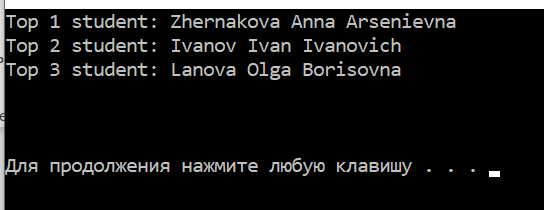 Top 1 student: Zhernakova Anna Arsenievna
Top 2 student: Ivanov Ivan Ivanovich
Top 3 student: Lanova Olga Borisovna
Для продолжения нажмите любую клавишу . . .